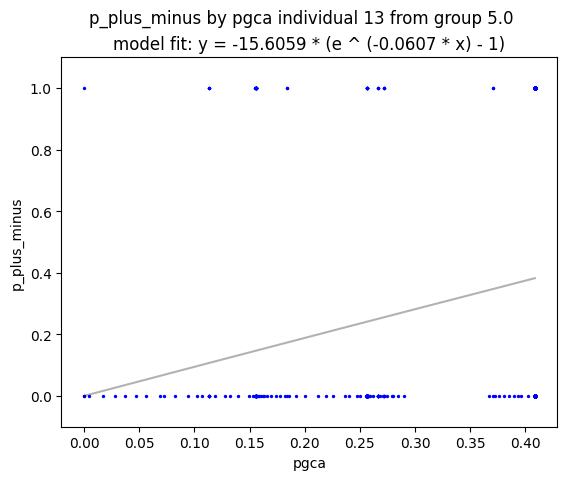 p_plus_minus by pgca individual 13 from group 5.0
model fit: y = -15.6059 * (e ^ (-0.0607 * x) - 1)
1.0
0.8
0.6
0.4
0.2
0.0
p_plus_minus
0.00 0.05 0.10 0.15 0.20 0.25 0.30 0.35 0.40
pgca